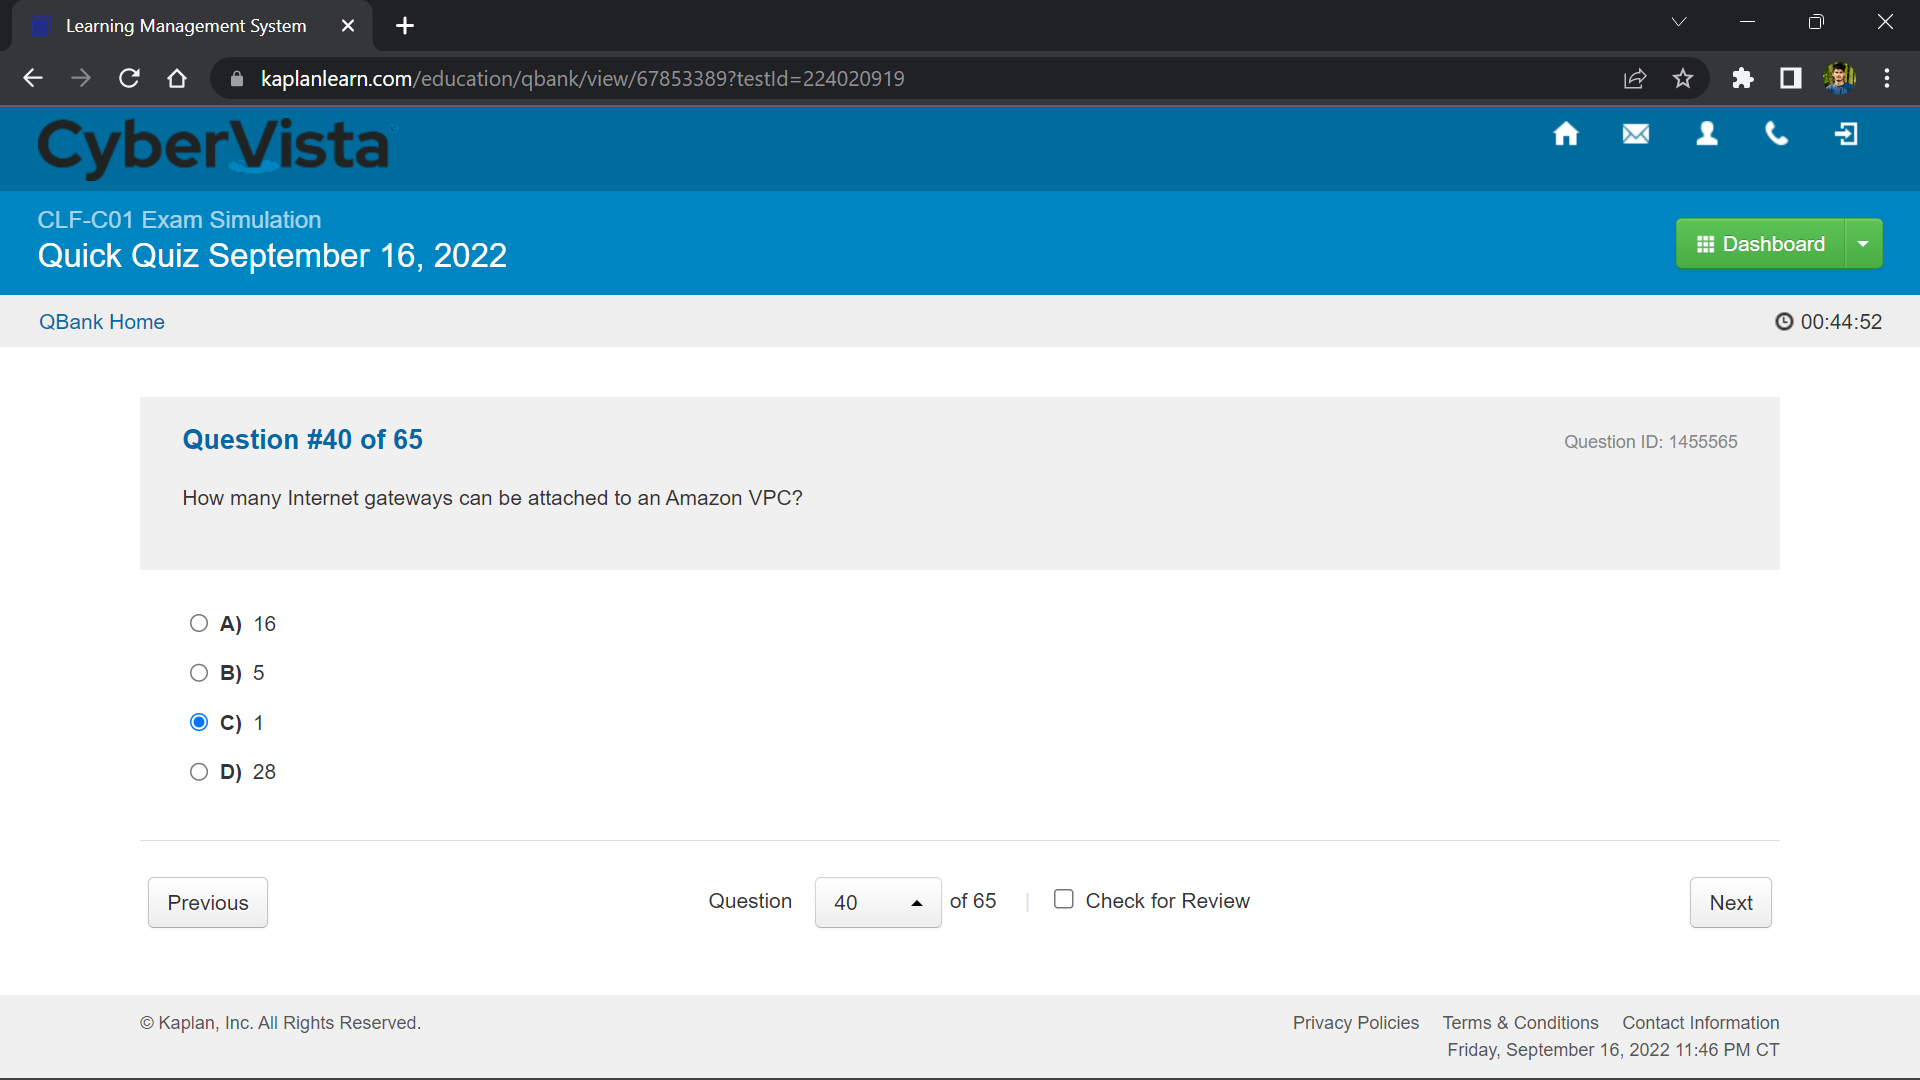 Learning Management System
kaplanlearn.com/education/qbank/view/67853389?testId=224020919
CyberVista
CLF-C01 Exam Simulation
Quick Quiz September 16, 2022
Dashboard
QBank Home
00:44:52
Question #40 of 65
Question ID: 1455565
How many Internet gateways can be attached to an Amazon VPC?
A) 16
B) 5
C) 1
D) 28
Previous
Question 40 of 65 | Check for Review
Next
© Kaplan, Inc. All Rights Reserved.
Privacy Policies Terms & Conditions Contact Information
Friday, September 16, 2022 11:46 PM CT